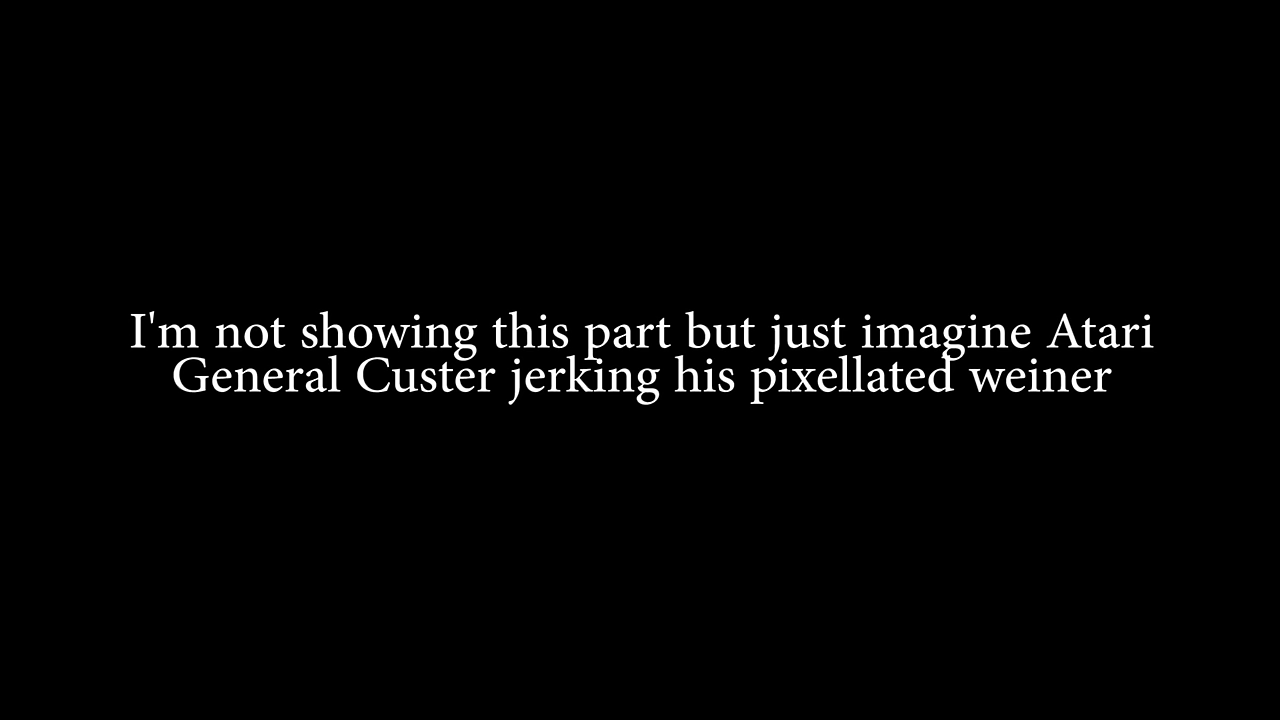 I'm not showing this part but just imagine Atari
General Custer jerking his pixellated weiner